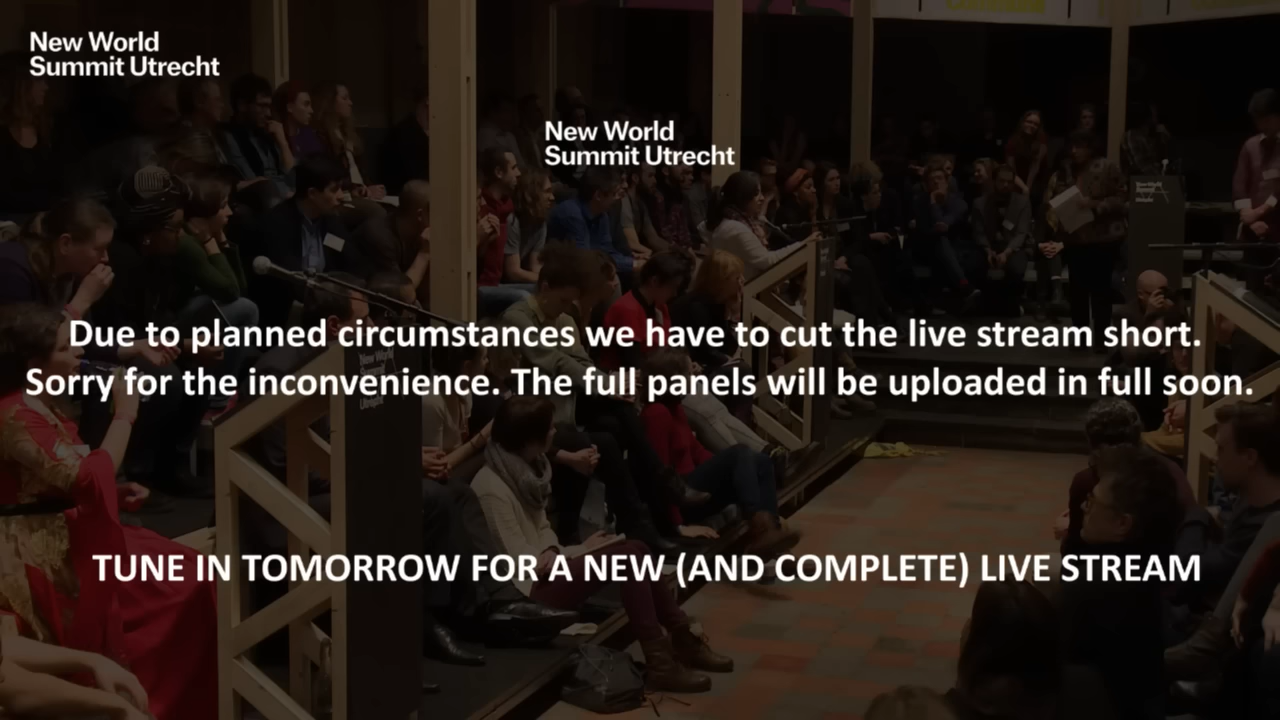 New World
Summit Utrecht
New World
Summit Utrecht
Due to planned circumstances we have to cut the live stream short.
Sorry for the inconvenience. The full panels will be uploaded in full soon.
TUNE IN TOMORROW FOR A NEW (AND COMPLETE) LIVE STREAM